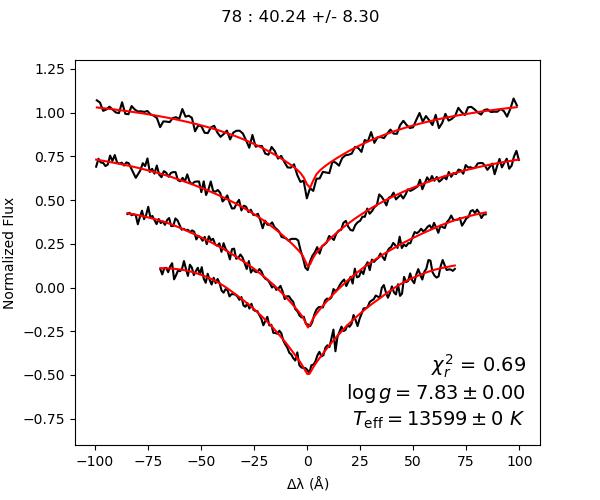 78 : 40.24 +/- 8.30
1.25
1.00
0.75
0.50
0.25
0.00
−0.25
−0.50
−0.75
Normalized Flux
χ²ᵣ = 0.69
log g = 7.83 ± 0.00
T_eff = 13599 ± 0 K
−100 −75 −50 −25 0 25 50 75 100
Δλ (Å)